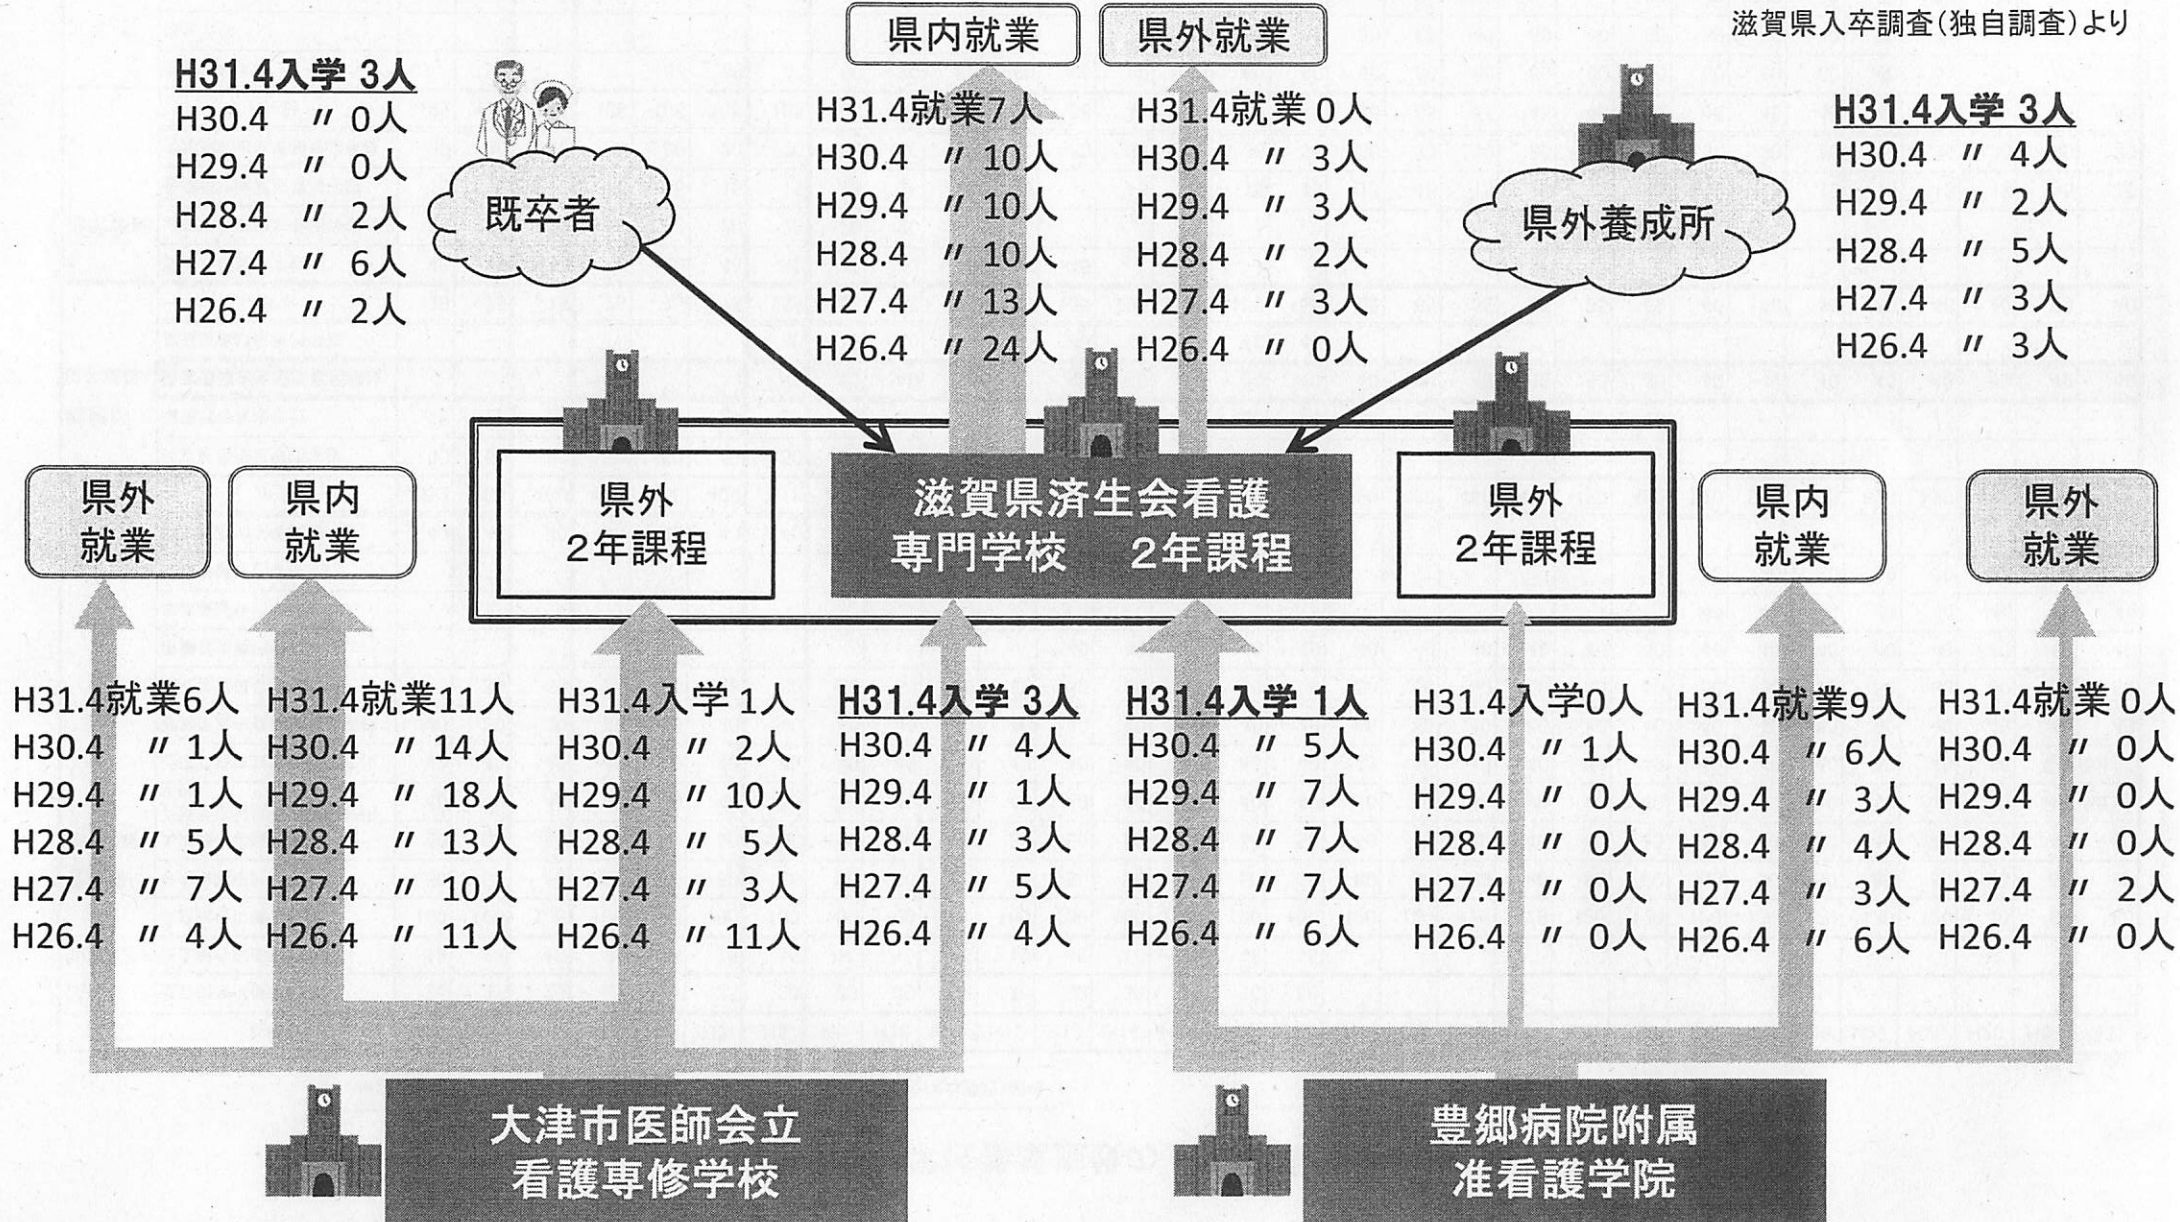 滋賀県入卒調査(独自調査)より
県内就業
県外就業
H31.4入学 3人
H30.4 〃 0人
H29.4 〃 0人
H28.4 〃 2人
H27.4 〃 6人
H26.4 〃 2人
既卒者
H31.4就業7人
H30.4 〃 10人
H29.4 〃 10人
H28.4 〃 10人
H27.4 〃 13人
H26.4 〃 24人
H31.4就業 0人
H30.4 〃 3人
H29.4 〃 3人
H28.4 〃 2人
H27.4 〃 3人
H26.4 〃 0人
県外養成所
H31.4入学 3人
H30.4 〃 4人
H29.4 〃 2人
H28.4 〃 5人
H27.4 〃 3人
H26.4 〃 3人
県外
就業
県内
就業
県外
2年課程
滋賀県済生会看護
専門学校 2年課程
県外
2年課程
県内
就業
県外
就業
H31.4就業6人
H30.4 〃 1人
H29.4 〃 1人
H28.4 〃 5人
H27.4 〃 7人
H26.4 〃 4人
H31.4就業11人
H30.4 〃 14人
H29.4 〃 18人
H28.4 〃 13人
H27.4 〃 10人
H26.4 〃 11人
H31.4入学 1人
H30.4 〃 2人
H29.4 〃 10人
H28.4 〃 5人
H27.4 〃 3人
H26.4 〃 11人
H31.4入学 3人
H30.4 〃 4人
H29.4 〃 1人
H28.4 〃 3人
H27.4 〃 5人
H26.4 〃 4人
H31.4入学 1人
H30.4 〃 5人
H29.4 〃 7人
H28.4 〃 7人
H27.4 〃 7人
H26.4 〃 6人
H31.4入学0人
H30.4 〃 1人
H29.4 〃 0人
H28.4 〃 0人
H27.4 〃 0人
H26.4 〃 0人
H31.4就業9人
H30.4 〃 6人
H29.4 〃 3人
H28.4 〃 4人
H27.4 〃 3人
H26.4 〃 6人
H31.4就業 0人
H30.4 〃 0人
H29.4 〃 0人
H28.4 〃 0人
H27.4 〃 2人
H26.4 〃 0人
大津市医師会立
看護専修学校
豊郷病院附属
准看護学院